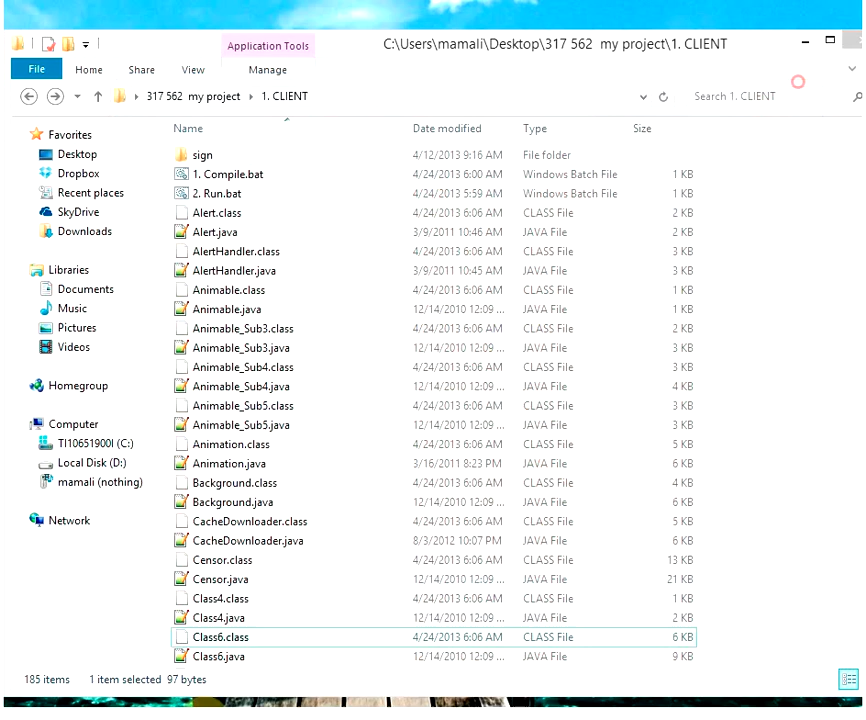 Application Tools
C:\Users\mamali\Desktop\317 562 my project\1. CLIENT
File Home Share View Manage
317 562 my project 1. CLIENT Search 1. CLIENT
Name Date modified Type Size
Favorites
Desktop
Dropbox
Recent places
SkyDrive
Downloads
Libraries
Documents
Music
Pictures
Videos
Homegroup
Computer
TI10651900I (C:)
Local Disk (D:)
mamali (nothing)
Network
sign 4/12/2013 9:16 AM File folder
1. Compile.bat 4/24/2013 6:00 AM Windows Batch File 1 KB
2. Run.bat 4/24/2013 5:59 AM Windows Batch File 1 KB
Alert.class 4/24/2013 6:06 AM CLASS File 2 KB
Alert.java 3/9/2011 10:46 AM JAVA File 2 KB
AlertHandler.class 4/24/2013 6:06 AM CLASS File 3 KB
AlertHandler.java 3/9/2011 10:45 AM JAVA File 3 KB
Animable.class 4/24/2013 6:06 AM CLASS File 1 KB
Animable.java 12/14/2010 12:09 ... JAVA File 1 KB
Animable_Sub3.class 4/24/2013 6:06 AM CLASS File 2 KB
Animable_Sub3.java 12/14/2010 12:09 ... JAVA File 3 KB
Animable_Sub4.class 4/24/2013 6:06 AM CLASS File 3 KB
Animable_Sub4.java 12/14/2010 12:09 ... JAVA File 4 KB
Animable_Sub5.class 4/24/2013 6:06 AM CLASS File 3 KB
Animable_Sub5.java 12/14/2010 12:09 ... JAVA File 3 KB
Animation.class 4/24/2013 6:06 AM CLASS File 5 KB
Animation.java 3/16/2011 8:23 PM JAVA File 6 KB
Background.class 4/24/2013 6:06 AM CLASS File 4 KB
Background.java 12/14/2010 12:09 ... JAVA File 6 KB
CacheDownloader.class 4/24/2013 6:06 AM CLASS File 5 KB
CacheDownloader.java 8/3/2012 10:07 PM JAVA File 6 KB
Censor.class 4/24/2013 6:06 AM CLASS File 13 KB
Censor.java 12/14/2010 12:09 ... JAVA File 21 KB
Class4.class 4/24/2013 6:06 AM CLASS File 1 KB
Class4.java 12/14/2010 12:09 ... JAVA File 2 KB
Class6.class 4/24/2013 6:06 AM CLASS File 6 KB
Class6.java 12/14/2010 12:09 ... JAVA File 9 KB
185 items 1 item selected 97 bytes